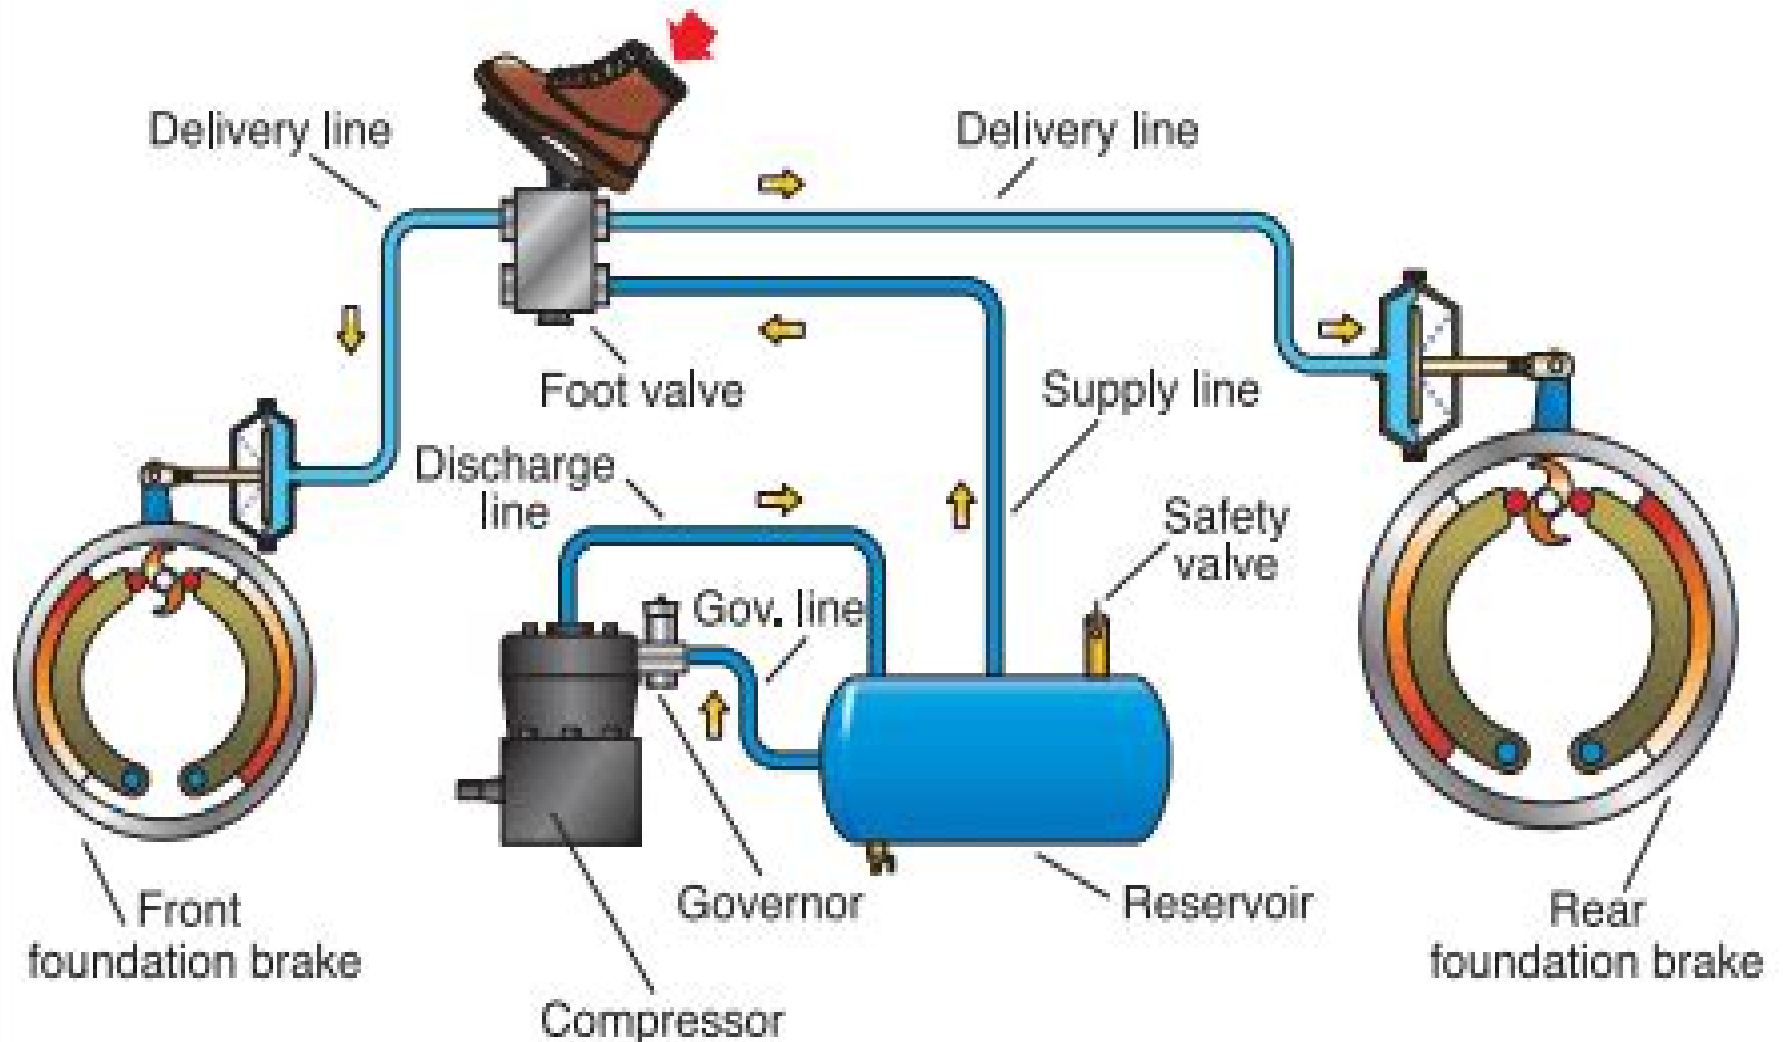 Delivery line
Delivery line
Foot valve
Supply line
Discharge
line
Safety
valve
Gov. line
Governor
Reservoir
Front
foundation brake
Rear
foundation brake
Compressor